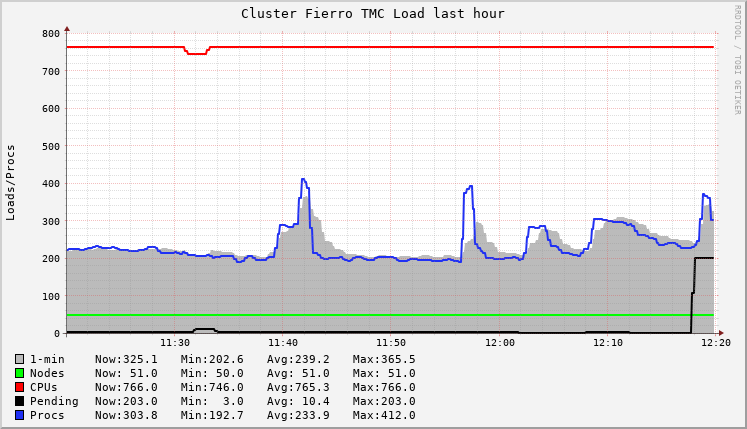 Cluster Fierro TMC Load last hour
RRDTOOL / TOBI OETIKER
Loads/Procs
800
700
600
500
400
300
200
100
0
11:30 11:40 11:50 12:00 12:10 12:20
1-min Now:325.1 Min:202.6 Avg:239.2 Max:365.5
Nodes Now: 51.0 Min: 50.0 Avg: 51.0 Max: 51.0
CPUs Now:766.0 Min:746.0 Avg:765.3 Max:766.0
Pending Now:203.0 Min: 3.0 Avg: 10.4 Max:203.0
Procs Now:303.8 Min:192.7 Avg:233.9 Max:412.0